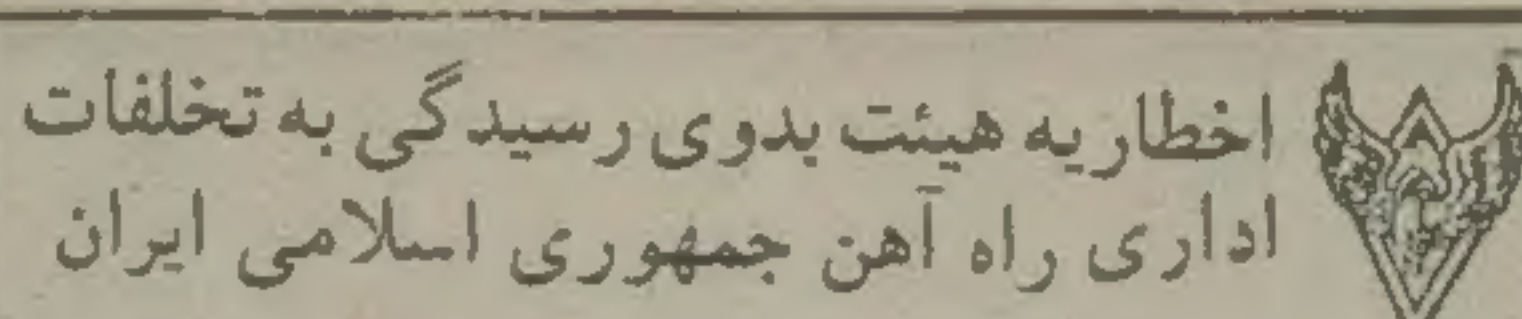 اخطاریه هیئت بدوی رسیدگی به تخلفات
اداری راه آهن جمهوری اسلامی ایران